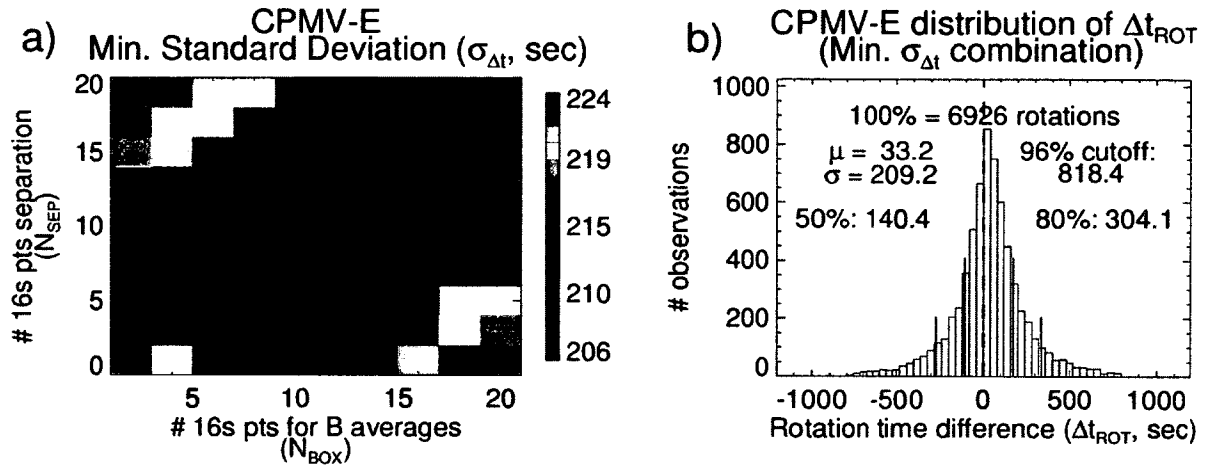 a)
CPMV-E
Min. Standard Deviation (σΔt, sec)
# 16s pts separation
(NSEP)
20
15
10
5
0
5
10
15
20
# 16s pts for B averages
(NBOX)
224
219
215
210
206
b)
CPMV-E distribution of ΔtROT
(Min. σΔt combination)
# observations
1000
800
600
400
200
0
100% = 6926 rotations
μ = 33.2
σ = 209.2
96% cutoff:
818.4
50%: 140.4
80%: 304.1
-1000
-500
0
500
1000
Rotation time difference (ΔtROT, sec)